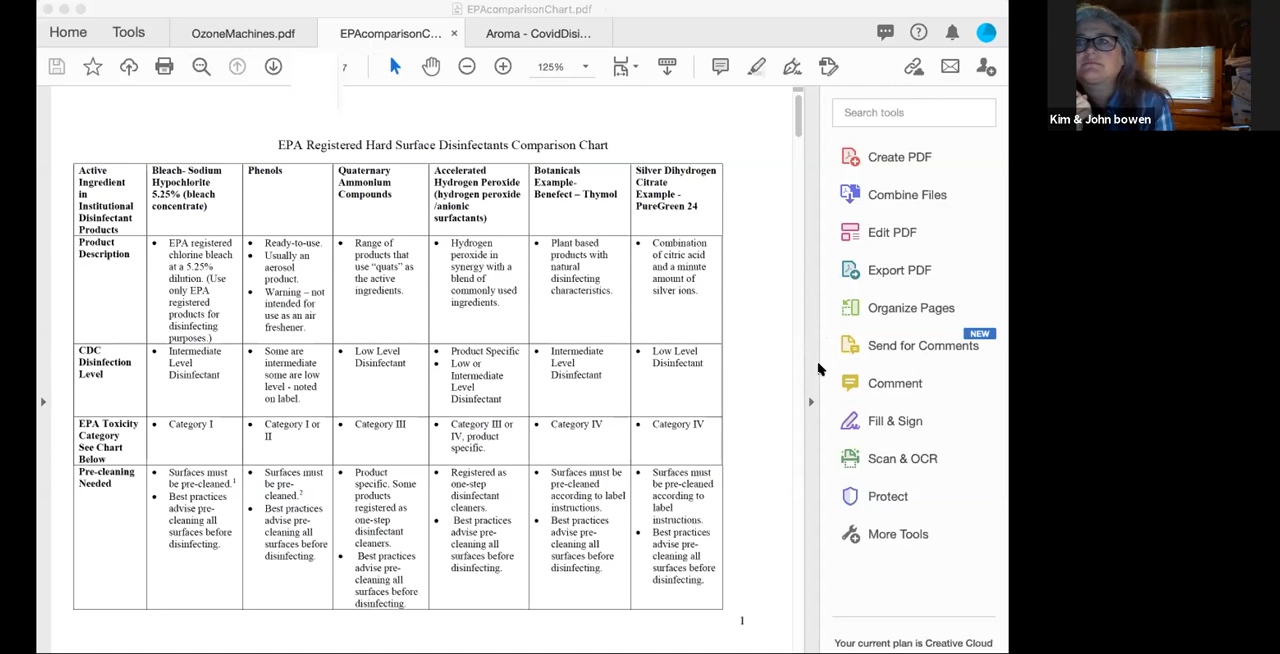 EPAcomparisonChart.pdf
Home
Tools
OzoneMachines.pdf
EPAcomparisonC... ×
Aroma - CovidDisi...
7
125%
Kim & John bowen
EPA Registered Hard Surface Disinfectants Comparison Chart
Active
Ingredient
in
Institutional
Disinfectant
Products
Bleach- Sodium
Hypochlorite
5.25% (bleach
concentrate)
Phenols
Quaternary
Ammonium
Compounds
Accelerated
Hydrogen Peroxide
(hydrogen peroxide
/anionic
surfactants)
Botanicals
Example-
Benefect – Thymol
Silver Dihydrogen
Citrate
Example -
PureGreen 24
Product
Description
• EPA registered
chlorine bleach
at a 5.25%
dilution. (Use
only EPA
registered
products for
disinfecting
purposes.)
• Ready-to-use.
• Usually an
aerosol
product.
• Warning – not
intended for
use as an air
freshener.
• Range of
products that
use “quats” as
the active
ingredients.
• Hydrogen
peroxide in
synergy with a
blend of
commonly used
ingredients.
• Plant based
products with
natural
disinfecting
characteristics.
• Combination
of citric acid
and a minute
amount of
silver ions.
CDC
Disinfection
Level
• Intermediate
Level
Disinfectant
• Some are
intermediate
some are low
level - noted
on label.
• Low Level
Disinfectant
• Product Specific
• Low or
Intermediate
Level
Disinfectant
• Intermediate
Level
Disinfectant
• Low Level
Disinfectant
EPA Toxicity
Category
See Chart
Below
• Category I
• Category I or
II
• Category III
• Category III or
IV, product
specific.
• Category IV
• Category IV
Pre-cleaning
Needed
• Surfaces must
be pre-cleaned.1
• Best practices
advise pre-
cleaning all
surfaces before
disinfecting.
• Surfaces must
be pre-
cleaned.2
• Best practices
advise pre-
cleaning all
surfaces before
disinfecting.
• Product
specific. Some
products
registered as
one-step
disinfectant
cleaners.
• Best practices
advise pre-
cleaning all
surfaces before
disinfecting.
• Registered as
one-step
disinfectant
cleaners.
• Best practices
advise pre-
cleaning all
surfaces before
disinfecting.
• Surfaces must be
pre-cleaned
according to label
instructions.
• Best practices
advise pre-
cleaning all
surfaces before
disinfecting.
• Surfaces must
be pre-cleaned
according to
label
instructions.
• Best practices
advise pre-
cleaning all
surfaces before
disinfecting.
1
Search tools
Create PDF
Combine Files
Edit PDF
Export PDF
Organize Pages
NEW
Send for Comments
Comment
Fill & Sign
Scan & OCR
Protect
More Tools
Your current plan is Creative Cloud